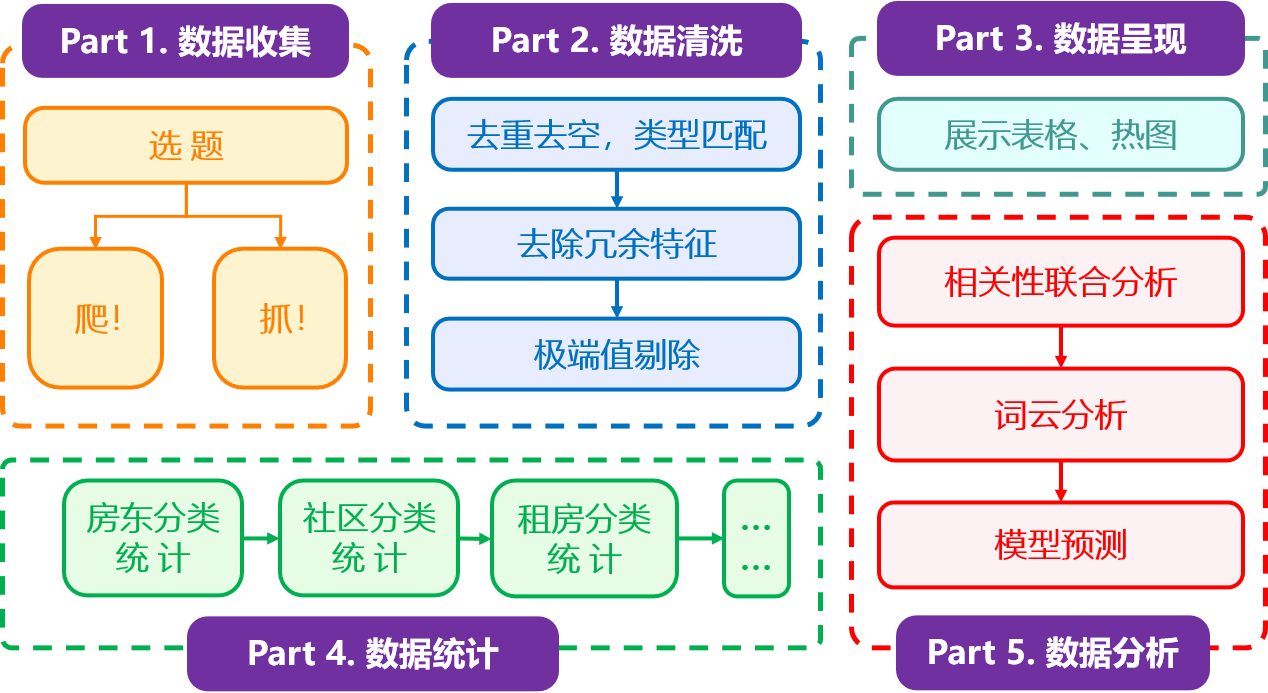 Part 1. 数据收集
选 题
爬！
抓！
Part 2. 数据清洗
去重去空，类型匹配
去除冗余特征
极端值剔除
Part 3. 数据呈现
展示表格、热图
房东分类
统 计
社区分类
统 计
租房分类
统 计
...
...
Part 4. 数据统计
相关性联合分析
词云分析
模型预测
Part 5. 数据分析